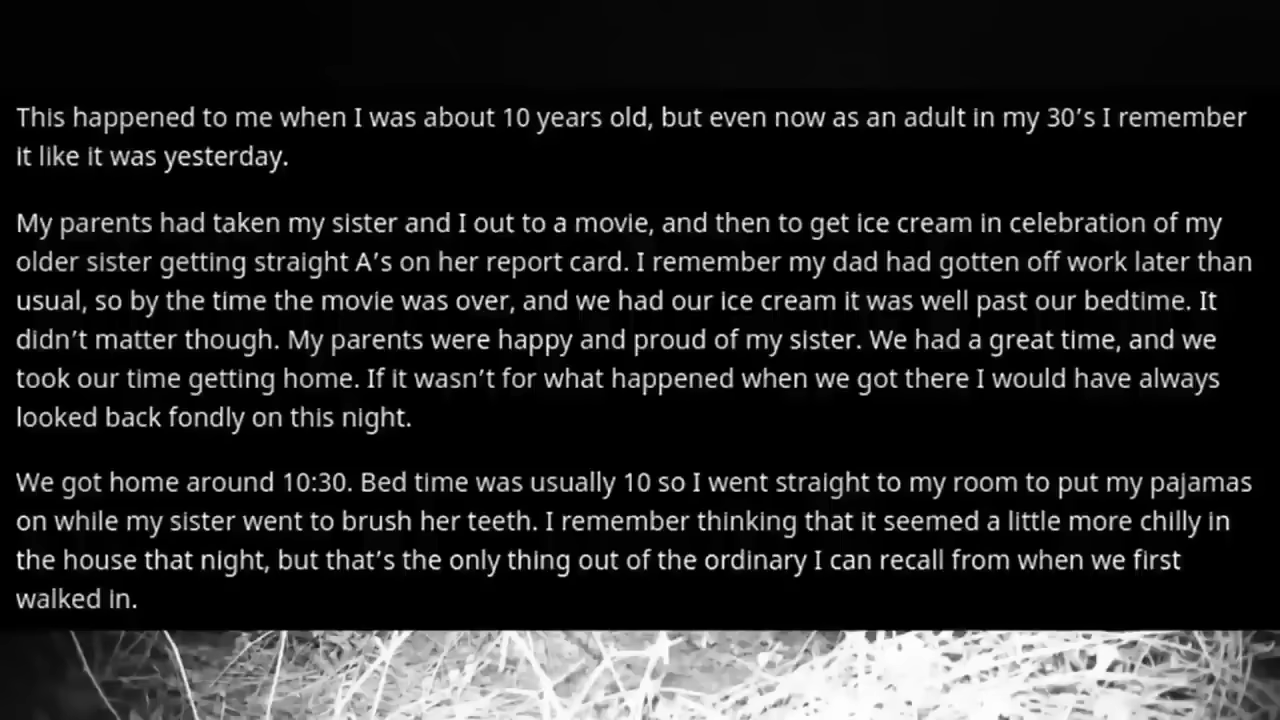 This happened to me when I was about 10 years old, but even now as an adult in my 30’s I remember
it like it was yesterday.
My parents had taken my sister and I out to a movie, and then to get ice cream in celebration of my
older sister getting straight A’s on her report card. I remember my dad had gotten off work later than
usual, so by the time the movie was over, and we had our ice cream it was well past our bedtime. It
didn’t matter though. My parents were happy and proud of my sister. We had a great time, and we
took our time getting home. If it wasn’t for what happened when we got there I would have always
looked back fondly on this night.
We got home around 10:30. Bed time was usually 10 so I went straight to my room to put my pajamas
on while my sister went to brush her teeth. I remember thinking that it seemed a little more chilly in
the house that night, but that’s the only thing out of the ordinary I can recall from when we first
walked in.